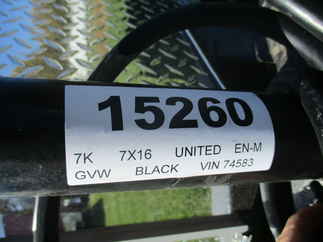 15260
7K 7X16 UNITED EN-M
GVW BLACK VIN 74583